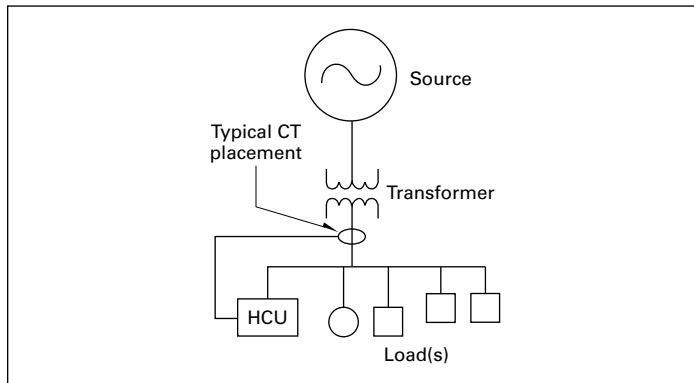 Source
Typical CT
placement
Transformer
HCU
Load(s)